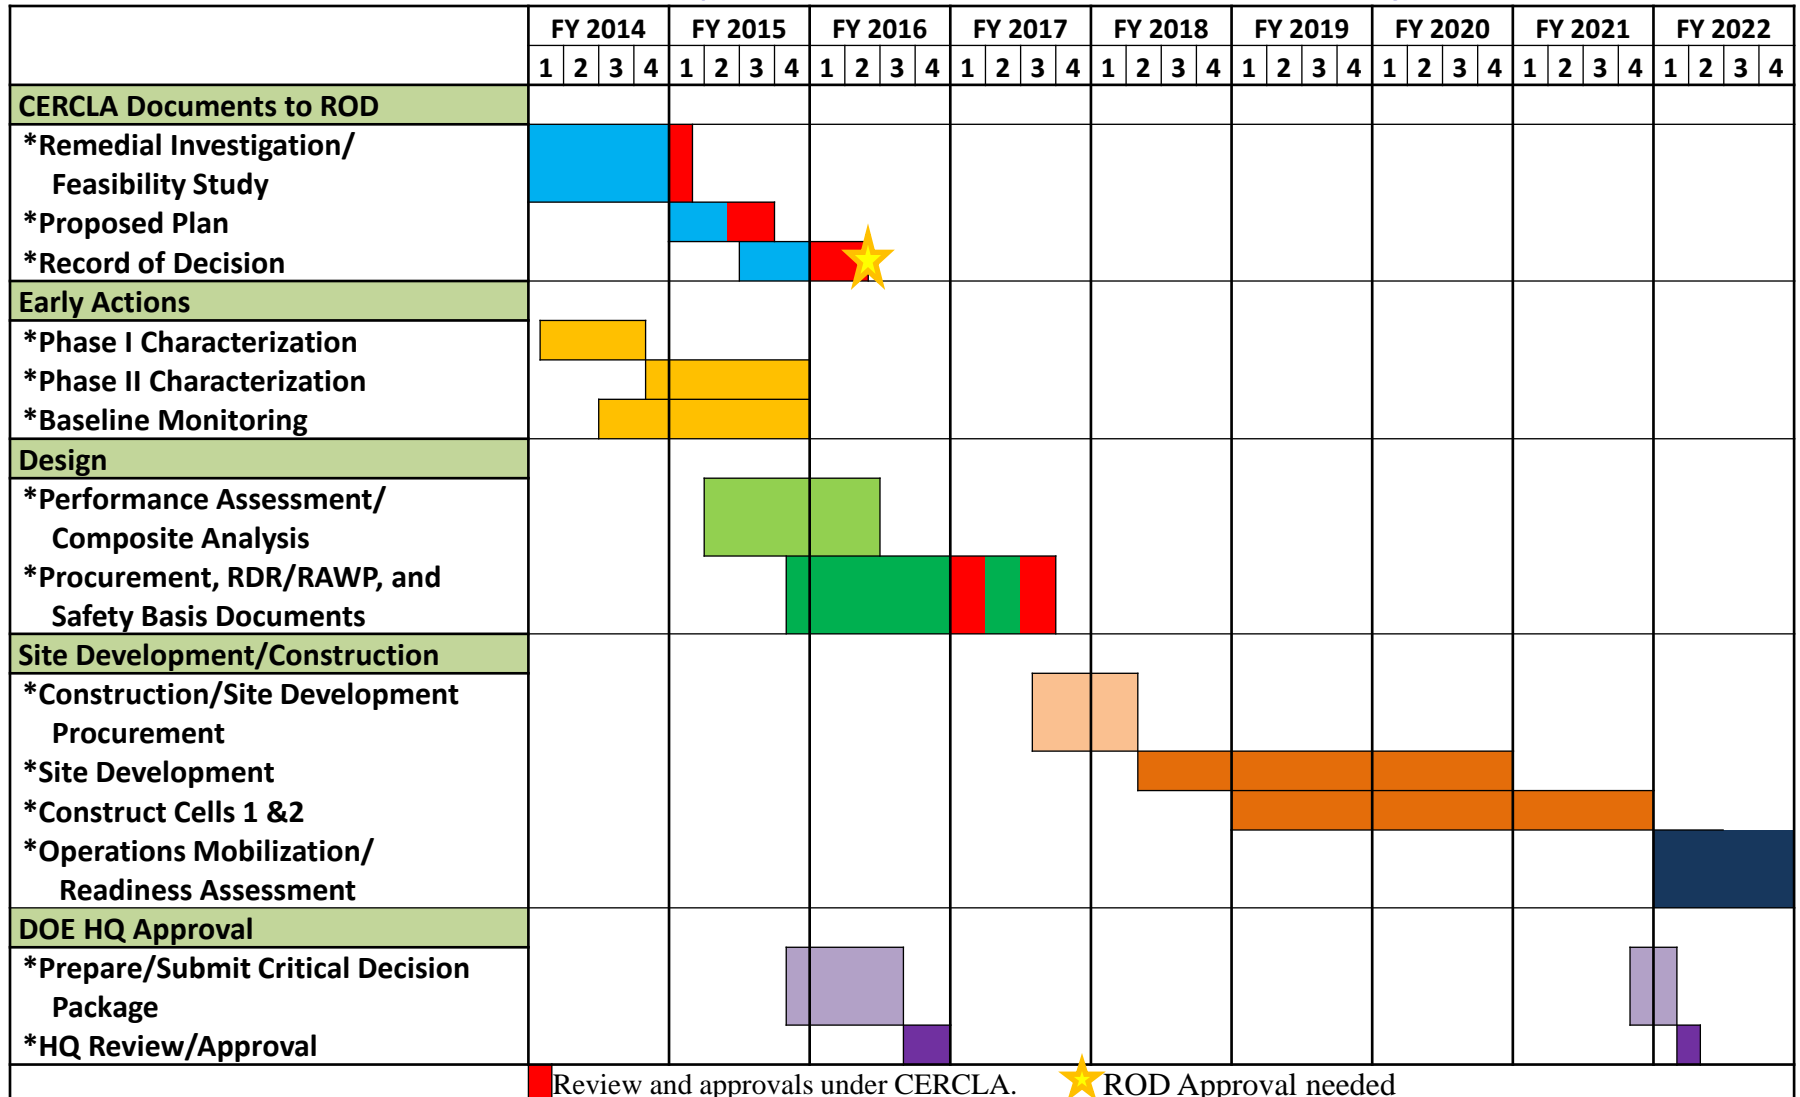 FY 2014 FY 2015 FY 2016 FY 2017 FY 2018 FY 2019 FY 2020 FY 2021 FY 2022
1 2 3 4 1 2 3 4 1 2 3 4 1 2 3 4 1 2 3 4 1 2 3 4 1 2 3 4 1 2 3 4 1 2 3 4
CERCLA Documents to ROD
*Remedial Investigation/
Feasibility Study
*Proposed Plan
*Record of Decision
Early Actions
*Phase I Characterization
*Phase II Characterization
*Baseline Monitoring
Design
*Performance Assessment/
Composite Analysis
*Procurement, RDR/RAWP, and
Safety Basis Documents
Site Development/Construction
*Construction/Site Development
Procurement
*Site Development
*Construct Cells 1 &2
*Operations Mobilization/
Readiness Assessment
DOE HQ Approval
*Prepare/Submit Critical Decision
Package
*HQ Review/Approval
Review and approvals under CERCLA. ROD Approval needed